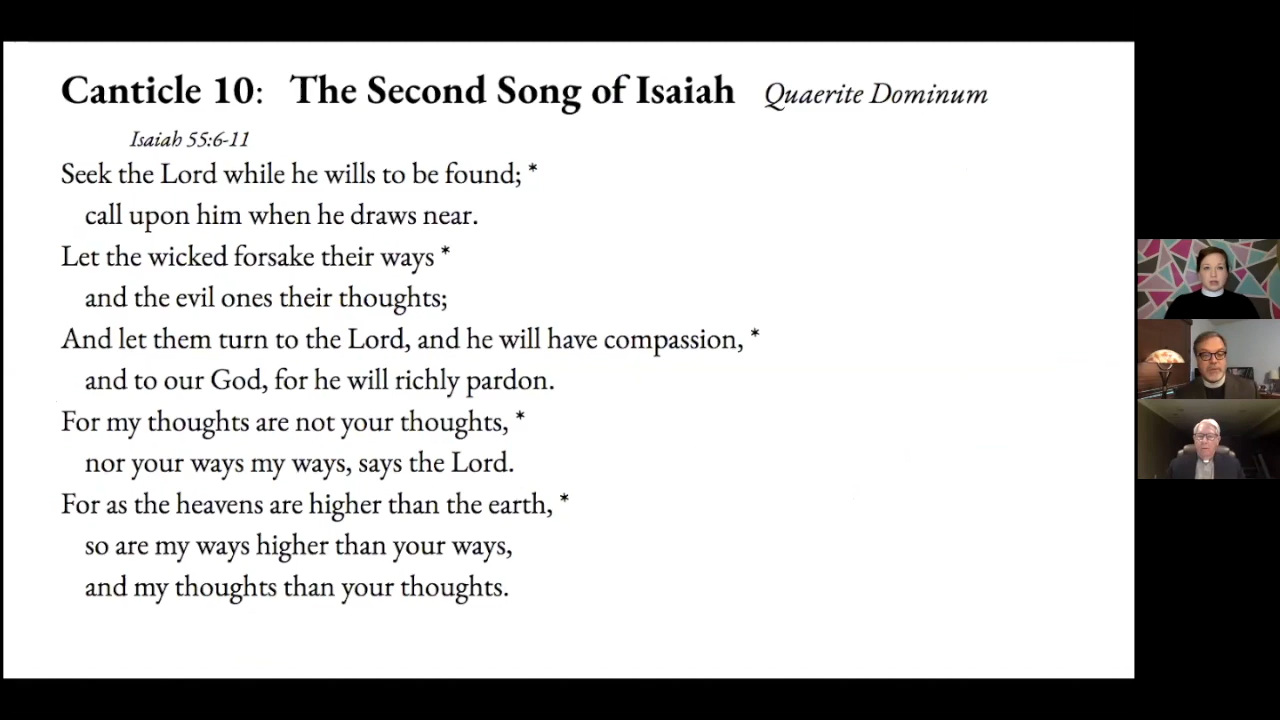 Canticle 10: The Second Song of Isaiah Quaerite Dominum
Isaiah 55:6-11
Seek the Lord while he wills to be found; *
call upon him when he draws near.
Let the wicked forsake their ways *
and the evil ones their thoughts;
And let them turn to the Lord, and he will have compassion, *
and to our God, for he will richly pardon.
For my thoughts are not your thoughts, *
nor your ways my ways, says the Lord.
For as the heavens are higher than the earth, *
so are my ways higher than your ways,
and my thoughts than your thoughts.